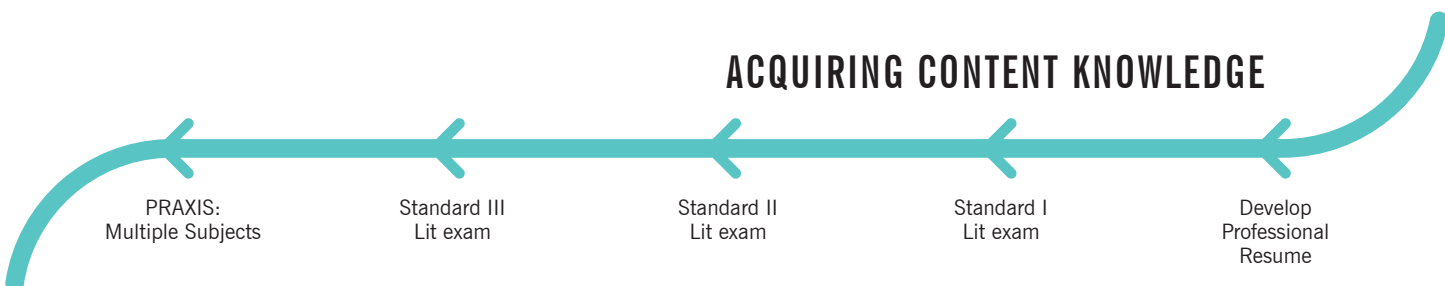 ACQUIRING CONTENT KNOWLEDGE
PRAXIS:
Multiple Subjects
Standard III
Lit exam
Standard II
Lit exam
Standard I
Lit exam
Develop
Professional
Resume